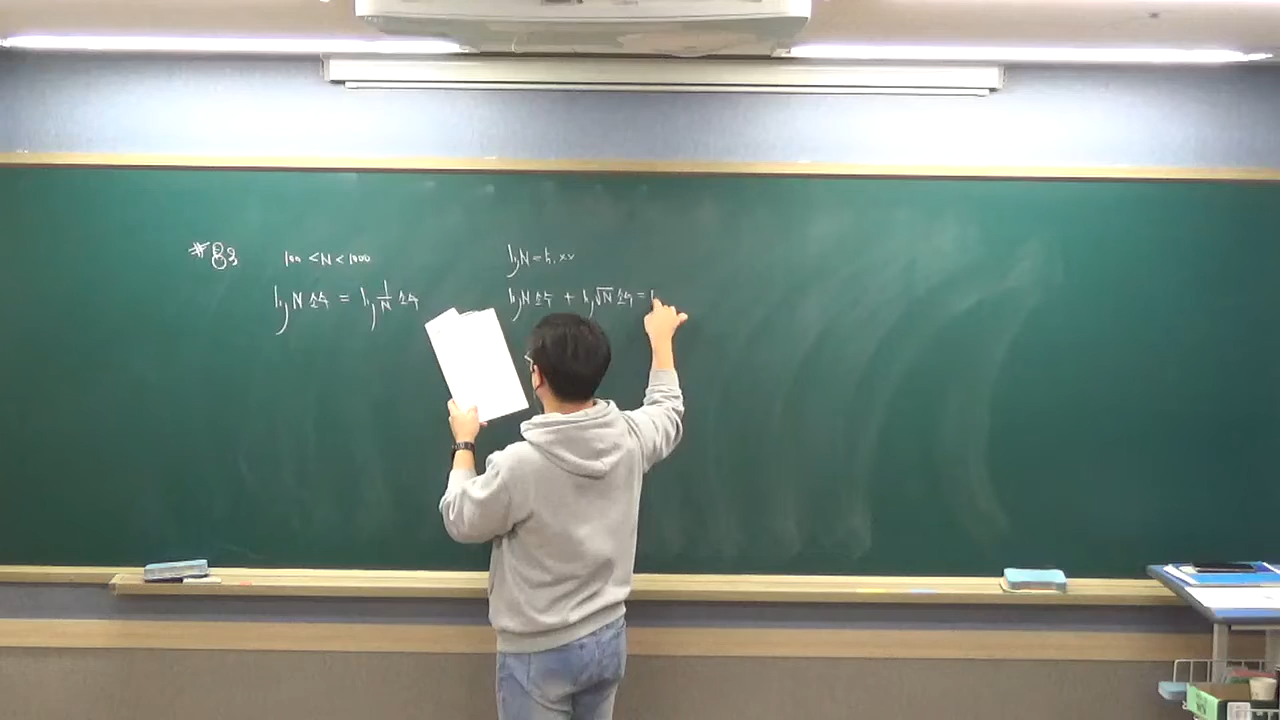 #83
100 < N < 1000
log N 소수 = log 1/N 소수
log N = h.xx
log N 소수 + log √N 소수 = 1